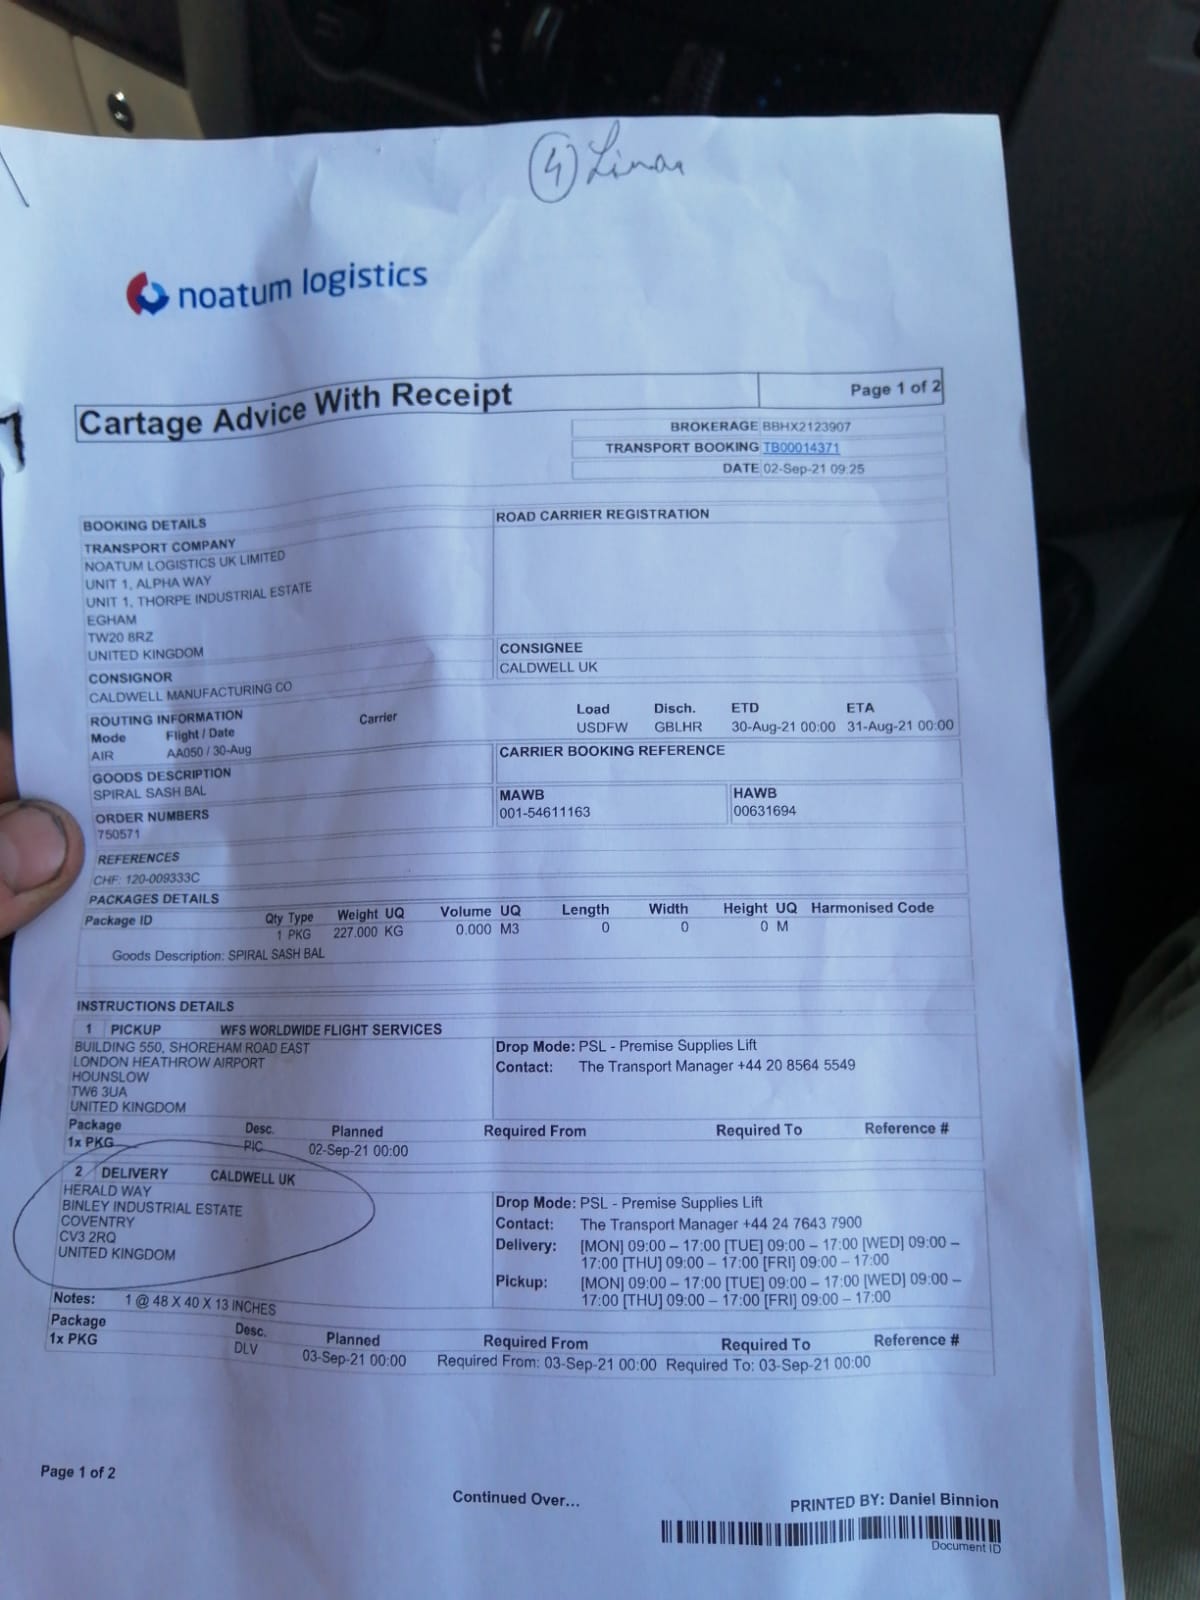 4 Linas
noatum logistics
Cartage Advice With Receipt
Page 1 of 2
BROKERAGE BBHX2123907
TRANSPORT BOOKING TB00014371
DATE 02-Sep-21 09:25
BOOKING DETAILS
ROAD CARRIER REGISTRATION
TRANSPORT COMPANY
NOATUM LOGISTICS UK LIMITED
UNIT 1, ALPHA WAY
UNIT 1, THORPE INDUSTRIAL ESTATE
EGHAM
TW20 8RZ
UNITED KINGDOM
CONSIGNEE
CALDWELL UK
CONSIGNOR
CALDWELL MANUFACTURING CO
ROUTING INFORMATION
Mode Flight / Date Carrier Load Disch. ETD ETA
AIR AA050 / 30-Aug USDFW GBLHR 30-Aug-21 00:00 31-Aug-21 00:00
GOODS DESCRIPTION
SPIRAL SASH BAL
CARRIER BOOKING REFERENCE
ORDER NUMBERS
750571
MAWB HAWB
001-54611163 00631694
REFERENCES
CHF: 120-009333C
PACKAGES DETAILS
Package ID Qty Type Weight UQ Volume UQ Length Width Height UQ Harmonised Code
1 PKG 227.000 KG 0.000 M3 0 0 0 M
Goods Description: SPIRAL SASH BAL
INSTRUCTIONS DETAILS
1 PICKUP WFS WORLDWIDE FLIGHT SERVICES
BUILDING 550, SHOREHAM ROAD EAST
LONDON HEATHROW AIRPORT
HOUNSLOW
TW6 3UA
UNITED KINGDOM
Drop Mode: PSL - Premise Supplies Lift
Contact: The Transport Manager +44 20 8564 5549
Package Desc. Planned Required From Required To Reference #
1x PKG PIC 02-Sep-21 00:00
2 DELIVERY CALDWELL UK
HERALD WAY
BINLEY INDUSTRIAL ESTATE
COVENTRY
CV3 2RQ
UNITED KINGDOM
Drop Mode: PSL - Premise Supplies Lift
Contact: The Transport Manager +44 24 7643 7900
Delivery: [MON] 09:00 – 17:00 [TUE] 09:00 – 17:00 [WED] 09:00 –
17:00 [THU] 09:00 – 17:00 [FRI] 09:00 – 17:00
Pickup: [MON] 09:00 – 17:00 [TUE] 09:00 – 17:00 [WED] 09:00 –
17:00 [THU] 09:00 – 17:00 [FRI] 09:00 – 17:00
Notes: 1 @ 48 X 40 X 13 INCHES
Package Desc. Planned Required From Required To Reference #
1x PKG DLV 03-Sep-21 00:00 Required From: 03-Sep-21 00:00 Required To: 03-Sep-21 00:00
Page 1 of 2
Continued Over...
PRINTED BY: Daniel Binnion
Document ID